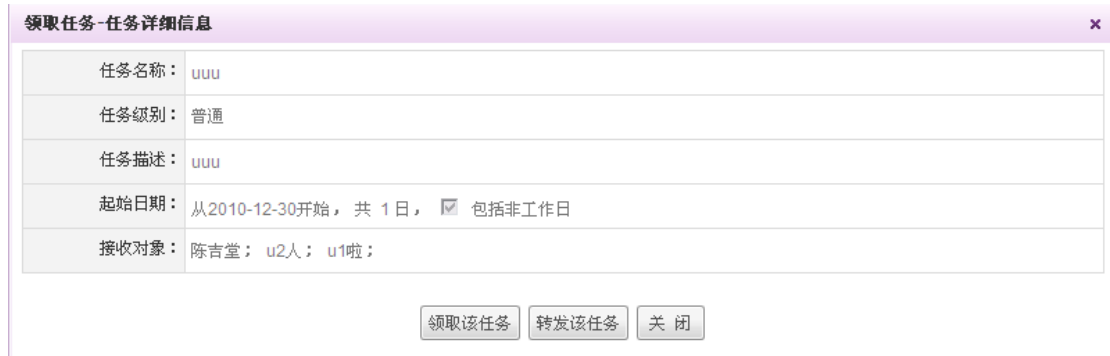 领取任务-任务详细信息
任务名称： uuu
任务级别： 普通
任务描述： uuu
起始日期： 从2010-12-30开始， 共 1日， 包括非工作日
接收对象： 陈吉堂； u2人； u1啦；
领取该任务 转发该任务 关 闭